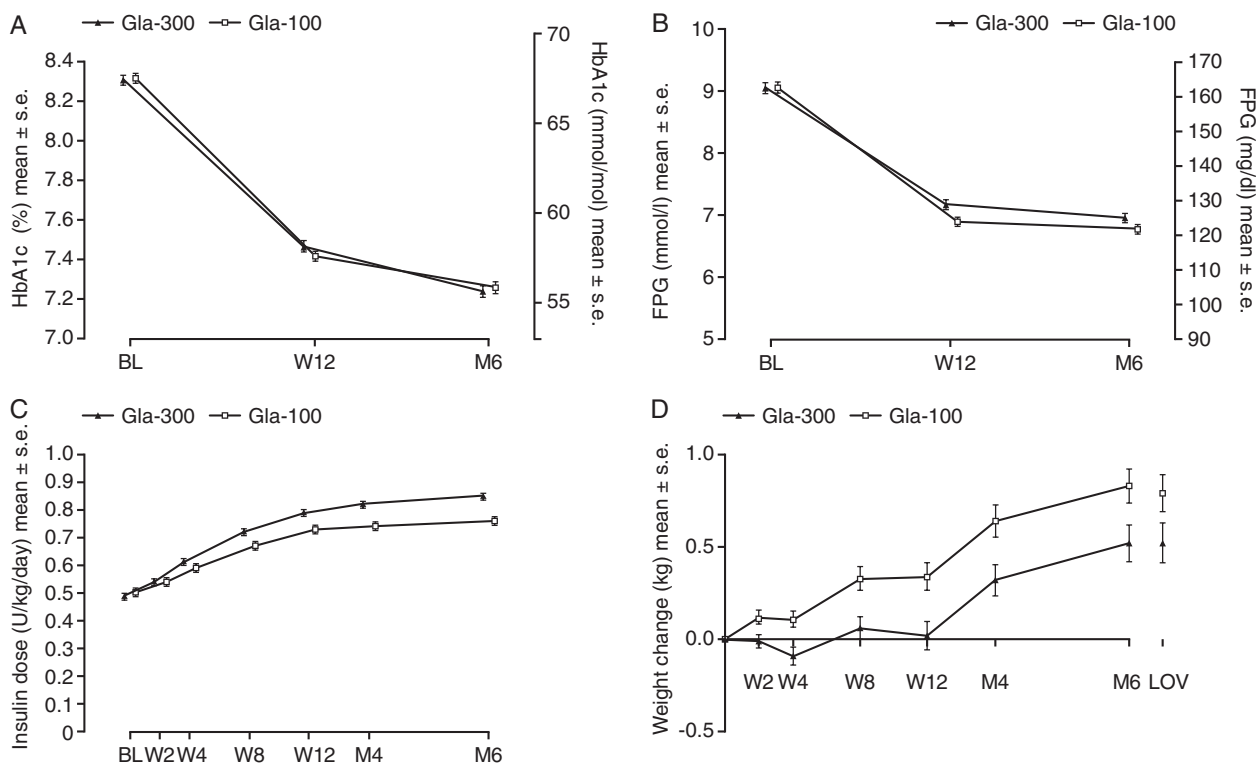 A
Gla-300 Gla-100
HbA1c (%) mean ± s.e.
8.4
8.2
8.0
7.8
7.6
7.4
7.2
7.0
BL W12 M6
70
65
60
55
HbA1c (mmol/mol) mean ± s.e.
B
Gla-300 Gla-100
FPG (mmol/l) mean ± s.e.
10
9
8
7
6
5
BL W12 M6
170
160
150
140
130
120
110
100
90
FPG (mg/dl) mean ± s.e.
C
Gla-300 Gla-100
Insulin dose (U/kg/day) mean ± s.e.
1.0
0.9
0.8
0.7
0.6
0.5
0.4
0.3
0.2
0.1
0
BL W2 W4 W8 W12 M4 M6
D
Gla-300 Gla-100
Weight change (kg) mean ± s.e.
1.0
0.5
0.0
-0.5
W2 W4 W8 W12 M4 M6 LOV